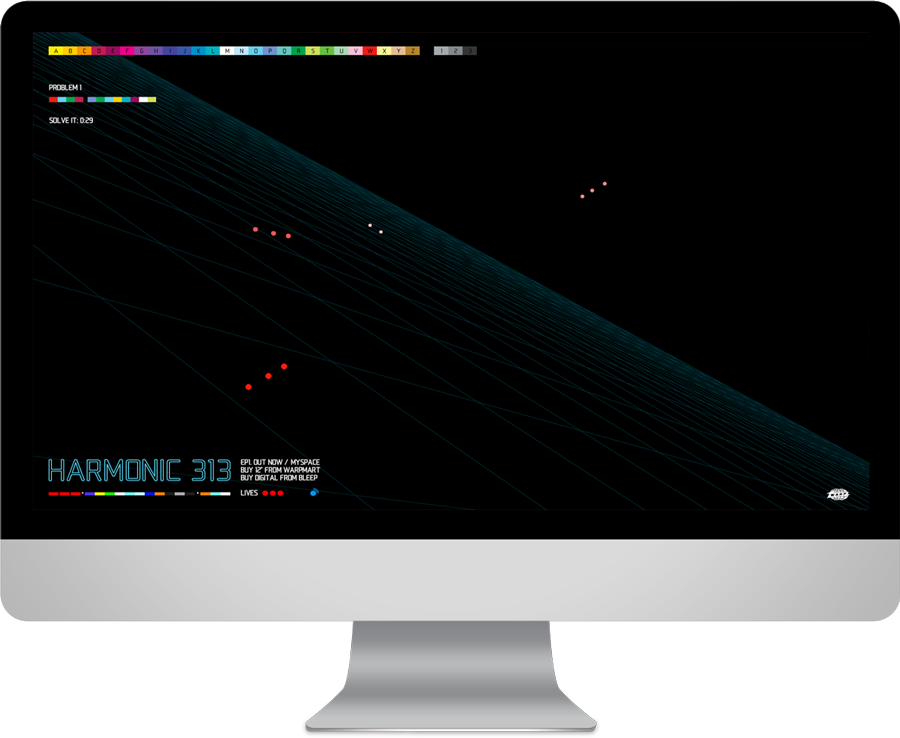 A B C D E F G H I J K L M N O P Q R S T U V W X Y Z 1 2 3
PROBLEM 1
SOLVE IT: 0:29
HARMONIC 313
EP1. OUT NOW / MYSPACE
BUY 12" FROM WARPMART
BUY DIGITAL FROM BLEEP
LIVES